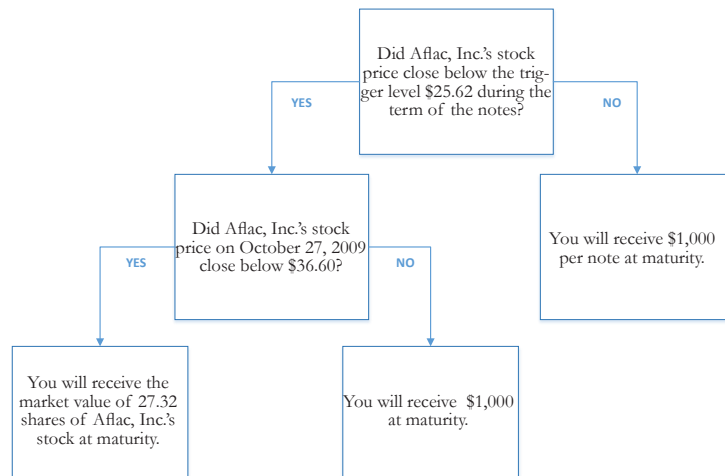 Did Aflac, Inc.'s stock
price close below the trig-
ger level $25.62 during the
term of the notes?
YES
NO
Did Aflac, Inc.'s stock
price on October 27, 2009
close below $36.60?
You will receive $1,000
per note at maturity.
YES
NO
You will receive the
market value of 27.32
shares of Aflac, Inc.'s
stock at maturity.
You will receive $1,000
at maturity.